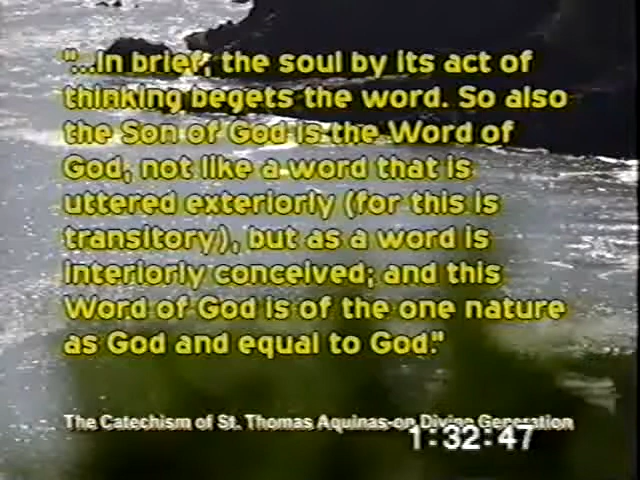 "...In brief; the soul by its act of
thinking begets the word. So also
the Son of God is the Word of
God, not like a word that is
uttered exteriorly (for this is
transitory), but as a word is
interiorly conceived; and this
Word of God is of the one nature
as God and equal to God."
The Catechism of St. Thomas Aquinas-on Divine Generation
1:32:47